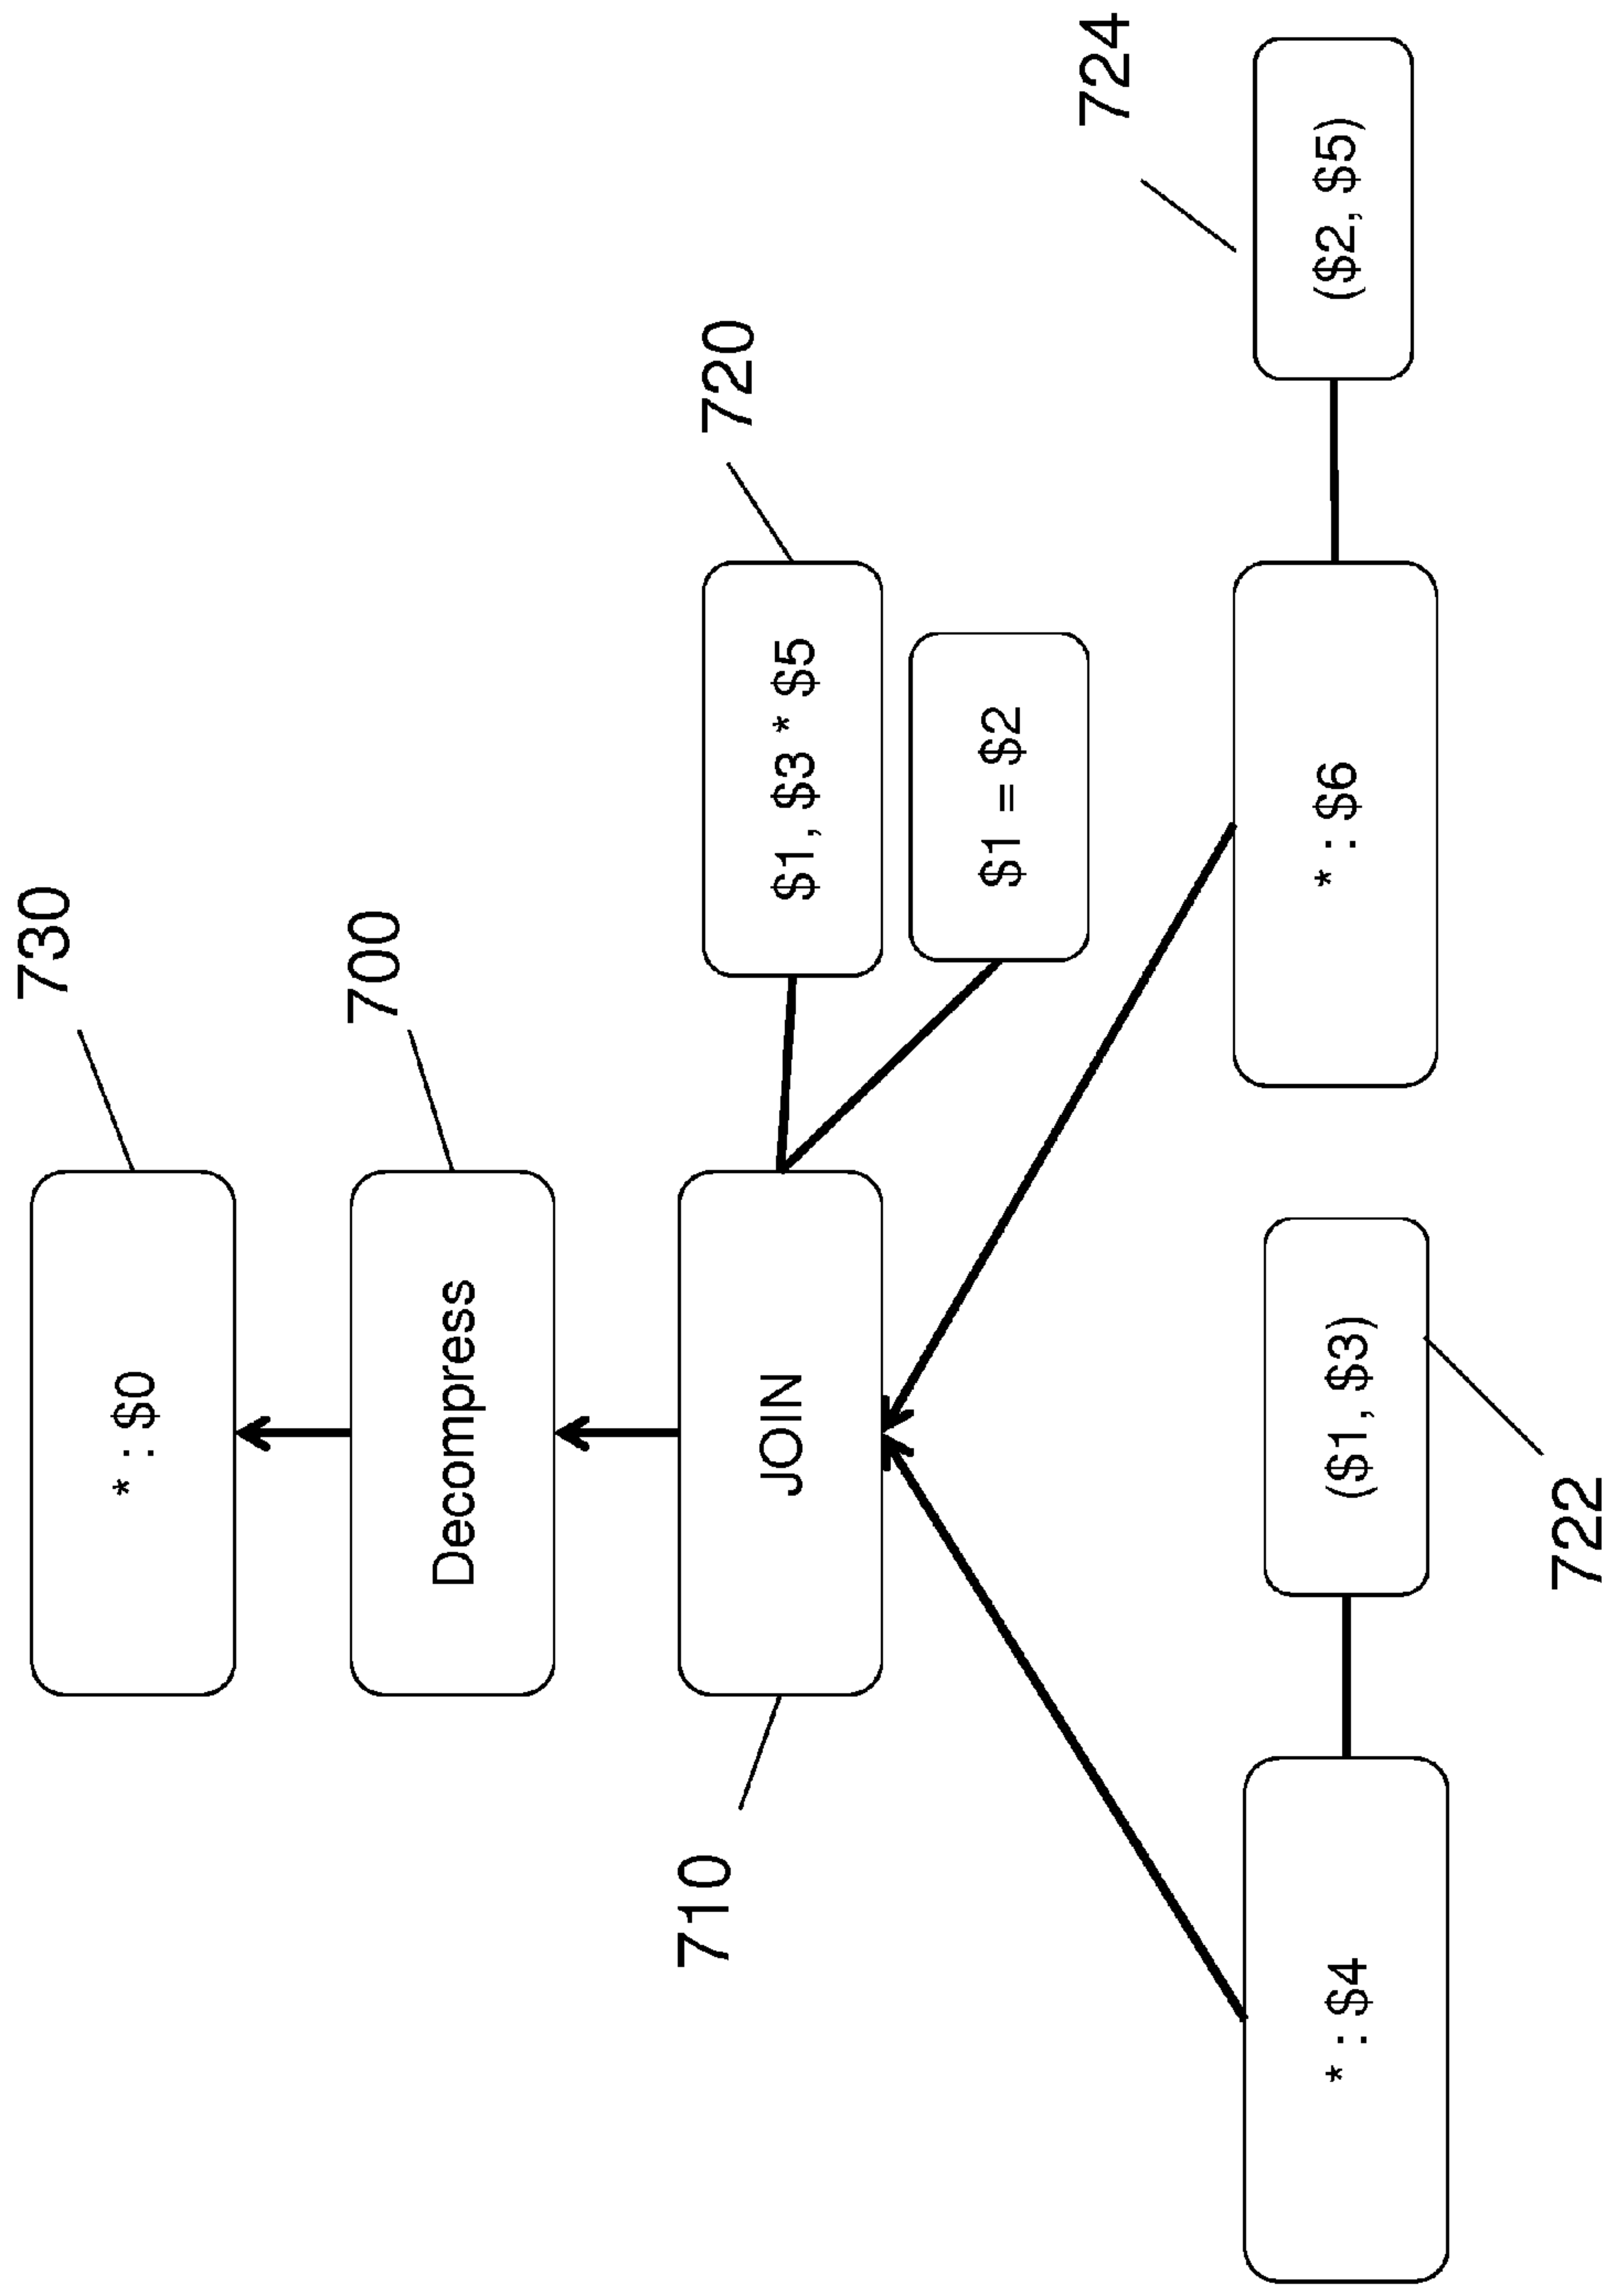 730
* : $0
700
Decompress
710
JOIN
720
$1, $3 * $5
$1 = $2
* : $4
($1, $3)
722
* : $6
($2, $5)
724